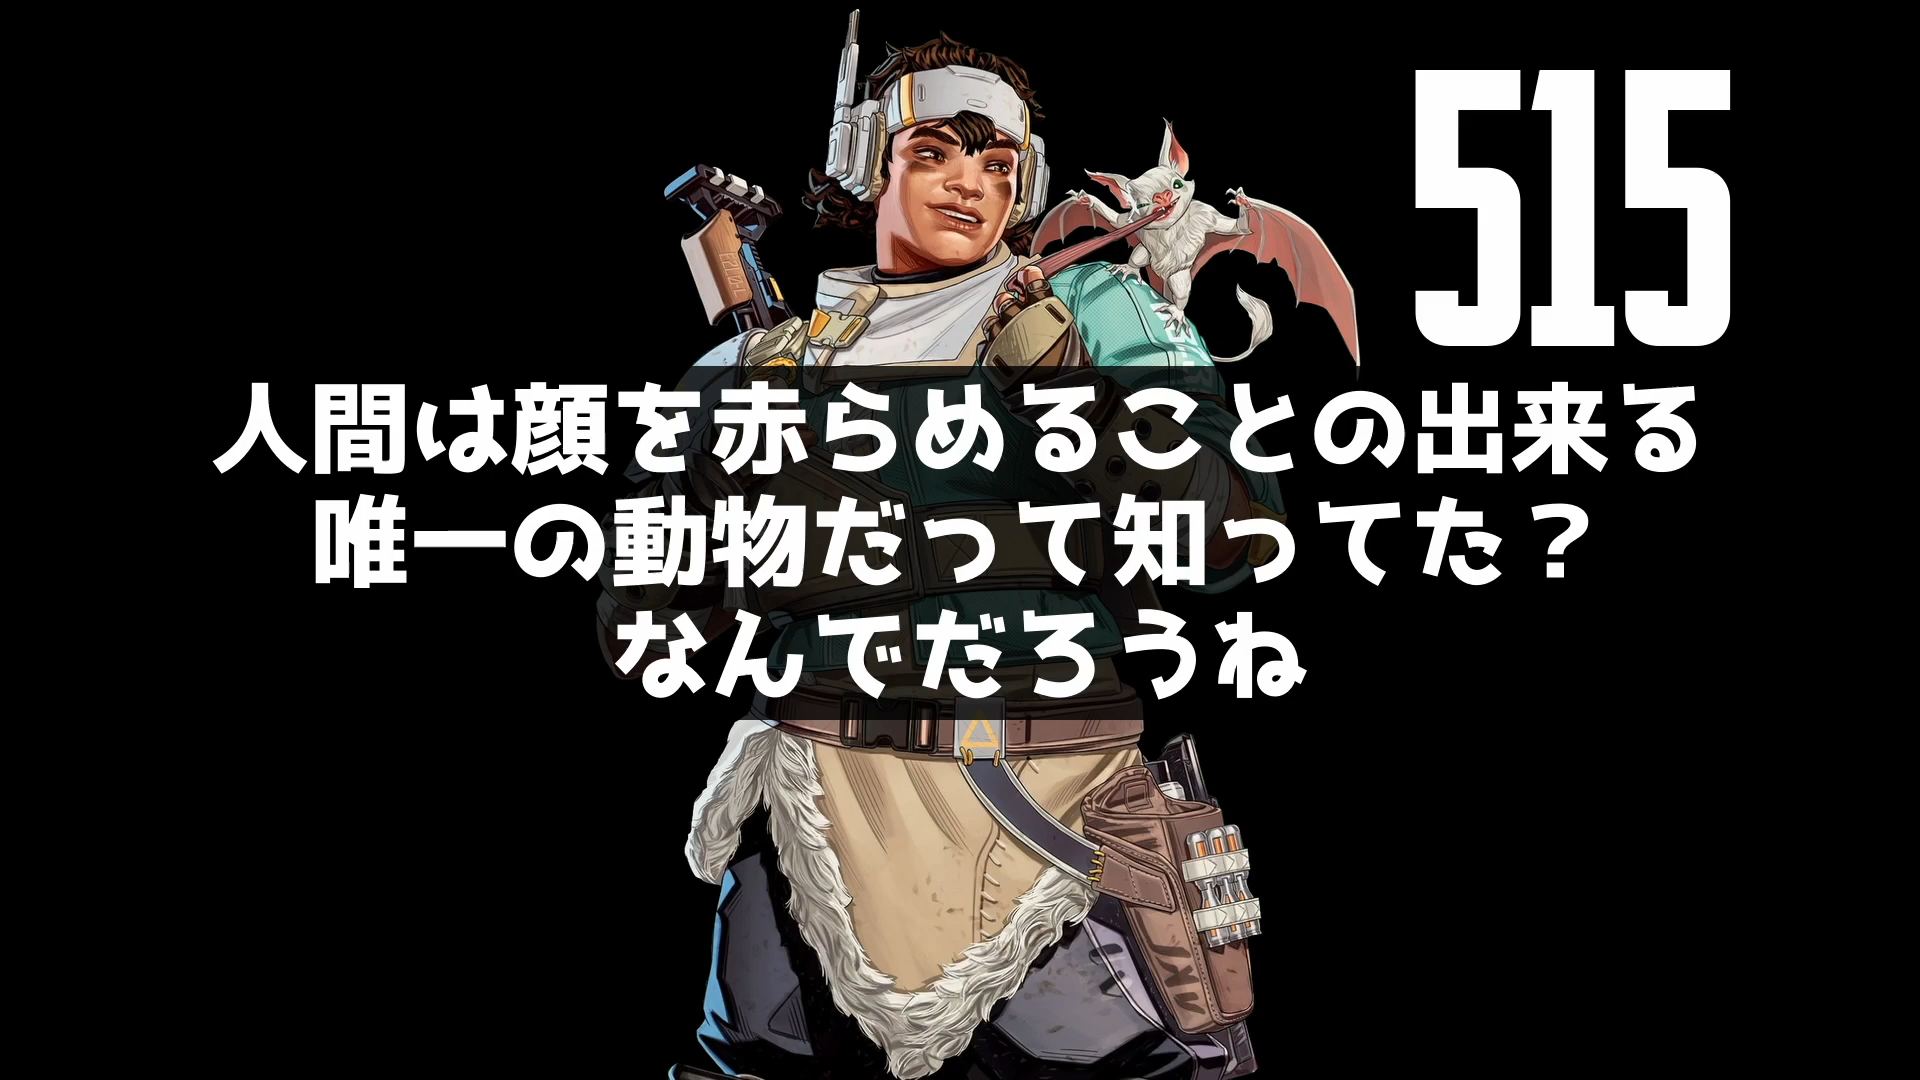 515
人間は顔を赤らめることの出来る
唯一の動物だって知ってた？
なんでだろうね